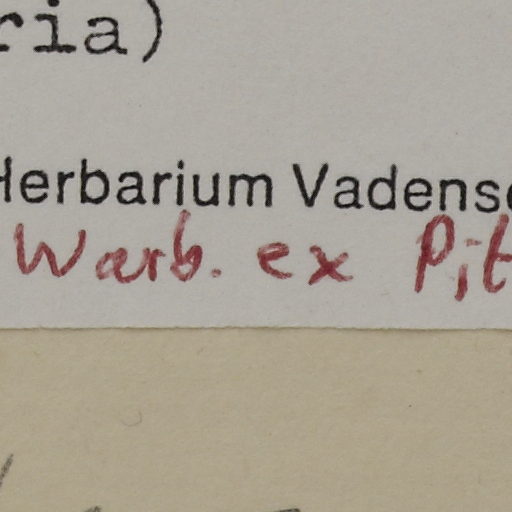 ria)
Herbarium Vadense
Warb. ex Pit